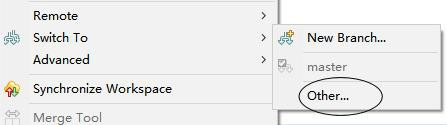 Remote
Switch To
Advanced
Synchronize Workspace
Merge Tool
New Branch...
master
Other...